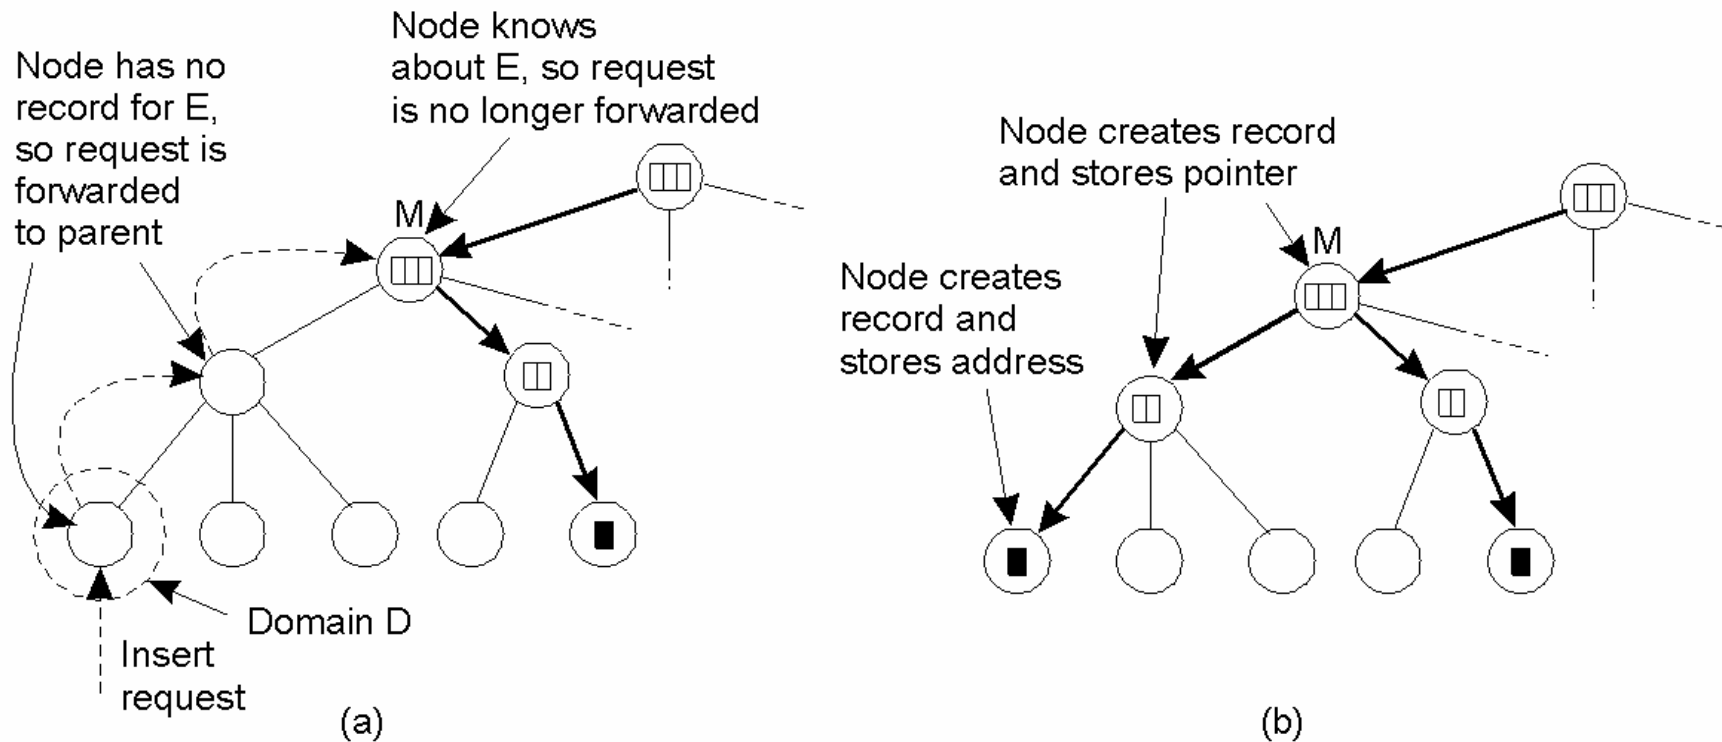 Node has no
record for E,
so request is
forwarded
to parent
Node knows
about E, so request
is no longer forwarded
M
Domain D
Insert
request
(a)
Node creates record
and stores pointer
M
Node creates
record and
stores address
(b)